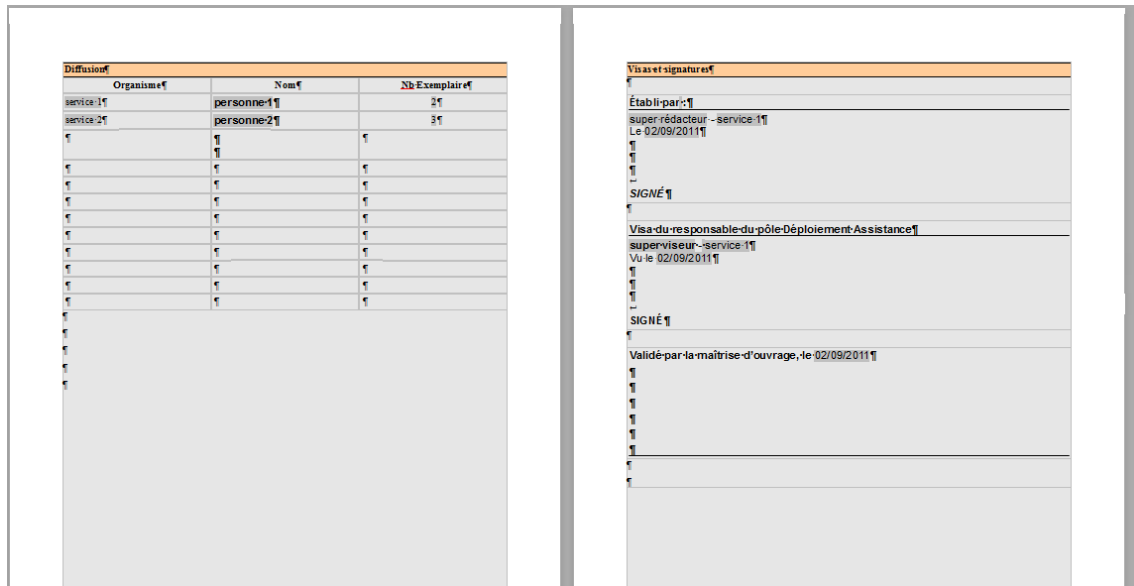 Diffusion¶
Organisme¶ Nom¶ Nb·Exemplaire¶
service·1¶ personne·1¶ 2¶
service·2¶ personne·2¶ 3¶
¶ ¶ ¶
¶
¶ ¶ ¶
¶ ¶ ¶
¶ ¶ ¶
¶ ¶ ¶
¶ ¶ ¶
¶ ¶ ¶
¶ ¶ ¶
¶ ¶ ¶
¶ ¶ ¶
¶
¶
¶
¶
¶
Visas·et·signatures¶
¶
Établi·par·:¶
super·rédacteur·-·service·1¶
Le·02/09/2011¶
¶
¶
¶
↵
SIGNÉ¶
¶
Visa·du·responsable·du·pôle·Déploiement·Assistance¶
super·viseur·-·service·1¶
Vu·le·02/09/2011¶
¶
¶
¶
↵
SIGNÉ¶
¶
Validé·par·la·maîtrise·d'ouvrage,·le·02/09/2011¶
¶
¶
¶
¶
¶
¶
¶
¶